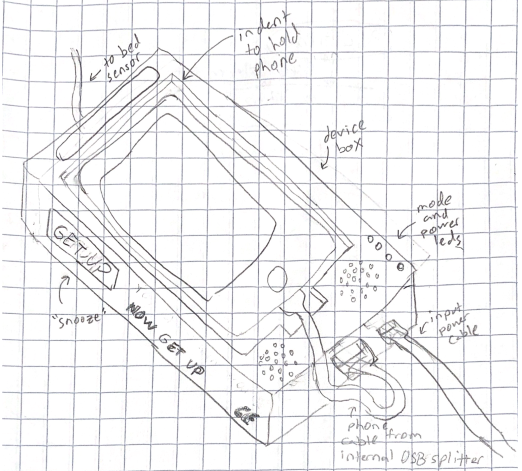 to bed
sensor
indent
to hold
phone
device
box
mode
and
power
leds
GET UP
"snooze"
NOW GET UP
input
power
cable
phone
cable from
internal USB splitter